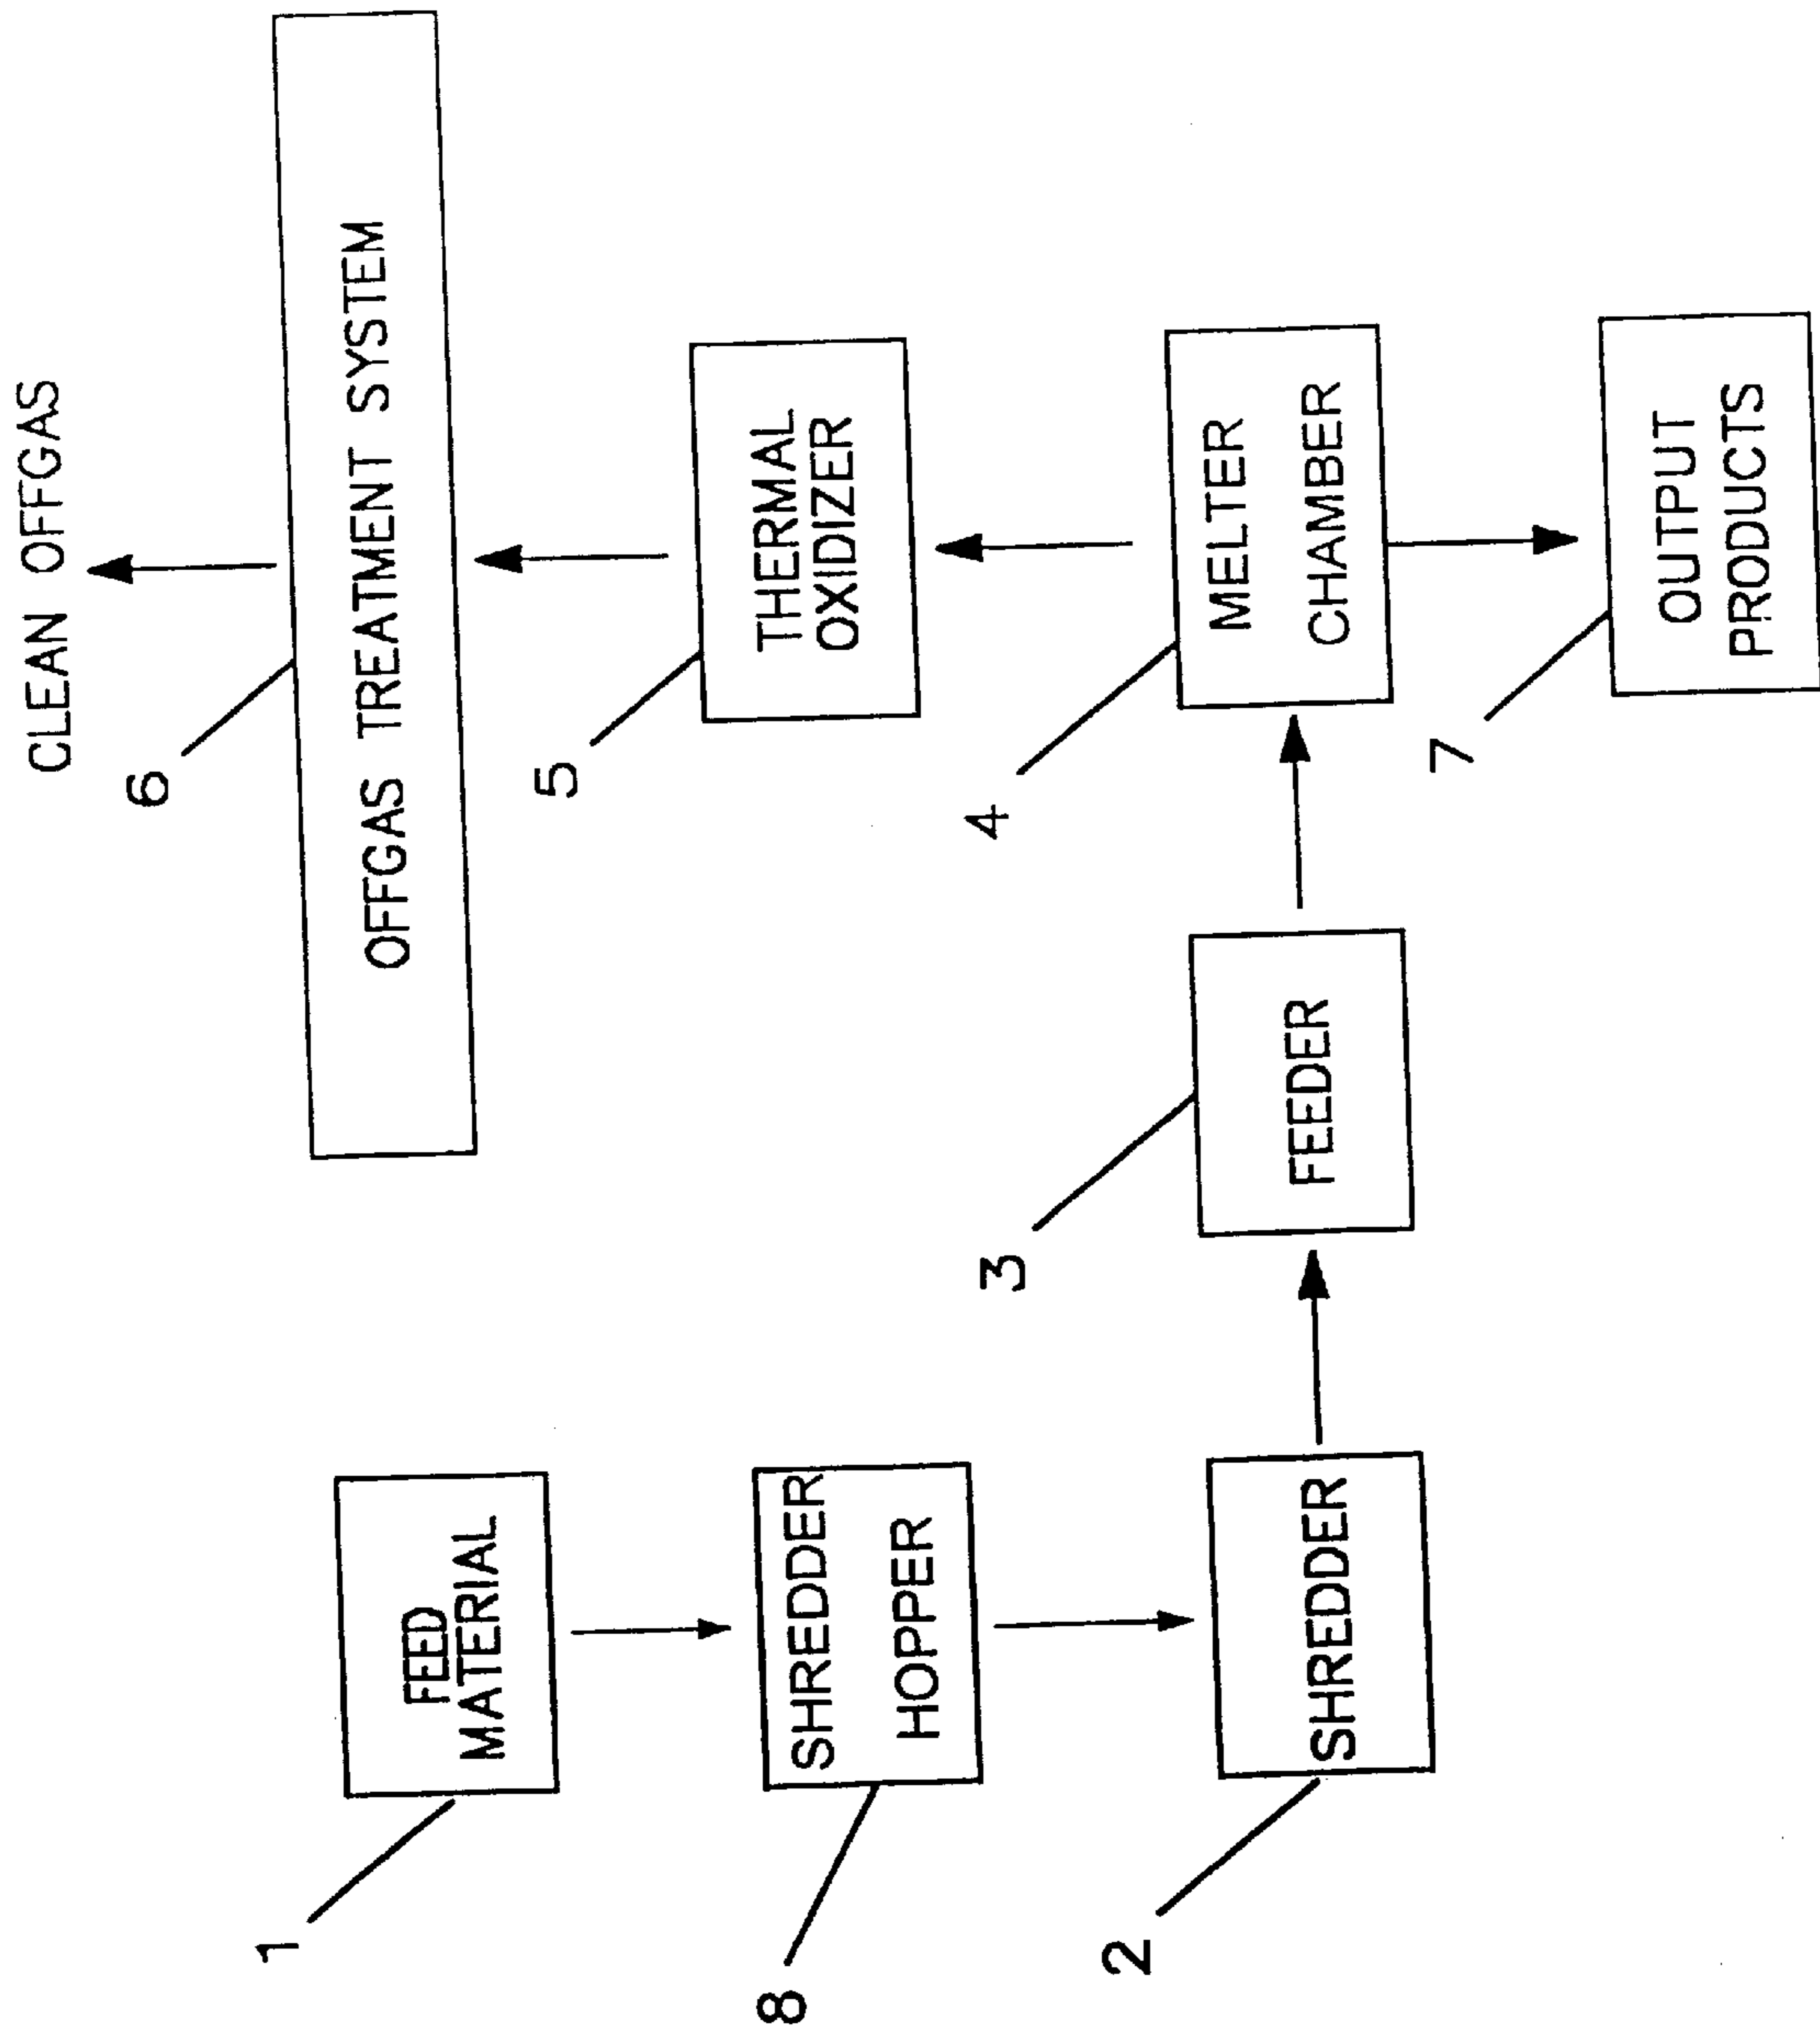 CLEAN OFFGAS
6
OFFGAS TREATMENT SYSTEM
1
FEED
MATERIAL
5
THERMAL
OXIDIZER
8
SHREDDER
HOPPER
2
SHREDDER
3
FEEDER
4
MELTER
CHAMBER
7
OUTPUT
PRODUCTS